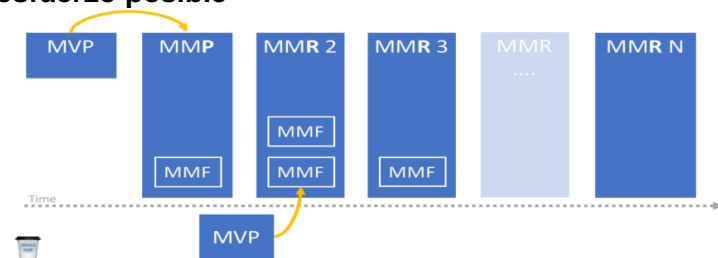 esfuerzo posible
MVP
MMP
MMR 2
MMR 3
MMR
....
MMR N
MMF
MMF
MMF
MMF
Time
MVP